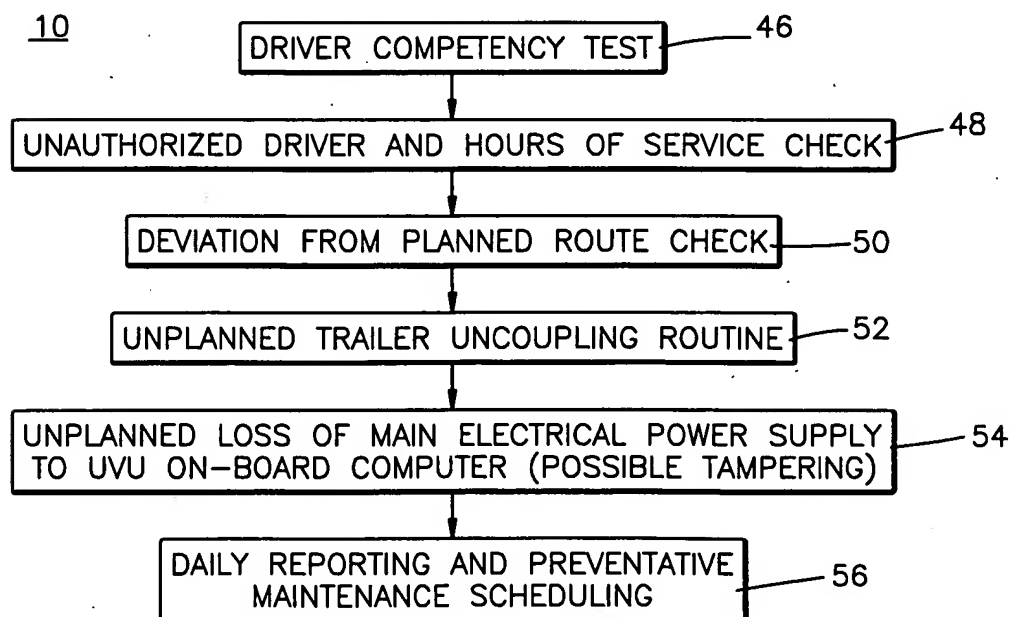 10
DRIVER COMPETENCY TEST
46
UNAUTHORIZED DRIVER AND HOURS OF SERVICE CHECK
48
DEVIATION FROM PLANNED ROUTE CHECK
50
UNPLANNED TRAILER UNCOUPLING ROUTINE
52
UNPLANNED LOSS OF MAIN ELECTRICAL POWER SUPPLY
TO UVU ON-BOARD COMPUTER (POSSIBLE TAMPERING)
54
DAILY REPORTING AND PREVENTATIVE
MAINTENANCE SCHEDULING
56